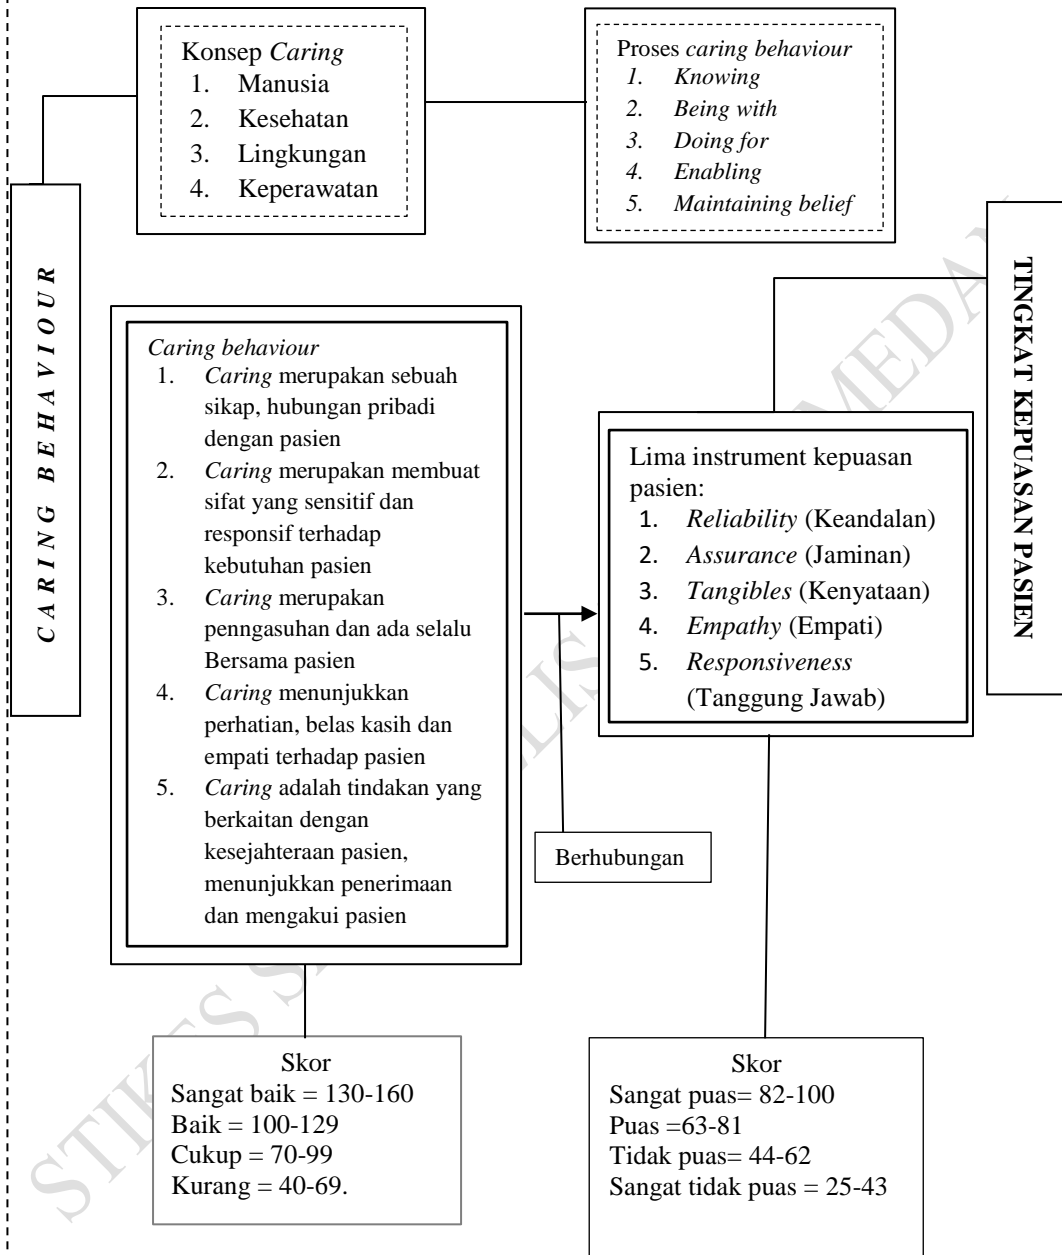 Konsep Caring
1. Manusia
2. Kesehatan
3. Lingkungan
4. Keperawatan
Proses caring behaviour
1. Knowing
2. Being with
3. Doing for
4. Enabling
5. Maintaining belief
CARING BEHAVIOUR
TINGKAT KEPUASAN PASIEN
Caring behaviour
1. Caring merupakan sebuah
sikap, hubungan pribadi
dengan pasien
2. Caring merupakan membuat
sifat yang sensitif dan
responsif terhadap
kebutuhan pasien
3. Caring merupakan
penngasuhan dan ada selalu
Bersama pasien
4. Caring menunjukkan
perhatian, belas kasih dan
empati terhadap pasien
5. Caring adalah tindakan yang
berkaitan dengan
kesejahteraan pasien,
menunjukkan penerimaan
dan mengakui pasien
Lima instrument kepuasan
pasien:
1. Reliability (Keandalan)
2. Assurance (Jaminan)
3. Tangibles (Kenyataan)
4. Empathy (Empati)
5. Responsiveness
(Tanggung Jawab)
Berhubungan
Skor
Sangat baik = 130-160
Baik = 100-129
Cukup = 70-99
Kurang = 40-69.
Skor
Sangat puas= 82-100
Puas =63-81
Tidak puas= 44-62
Sangat tidak puas = 25-43
STIKES
MEDAN